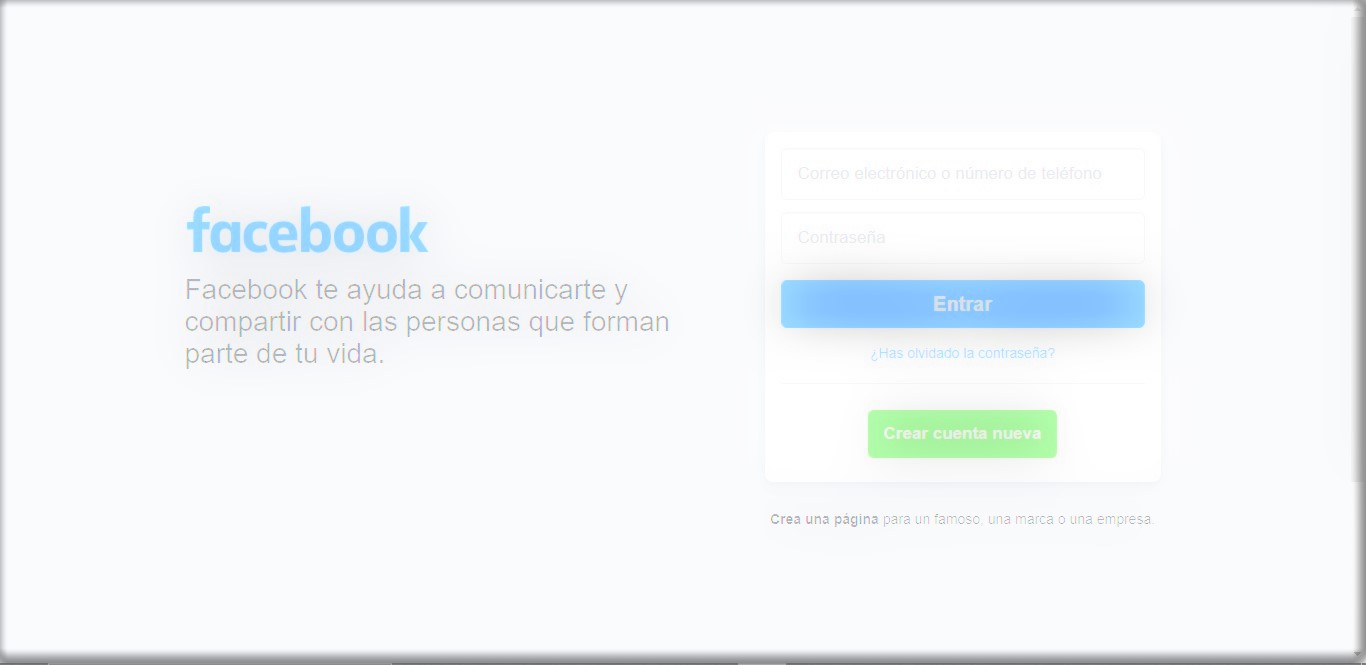 facebook
Facebook te ayuda a comunicarte y
compartir con las personas que forman
parte de tu vida.
Correo electrónico o número de teléfono
Contraseña
Entrar
¿Has olvidado la contraseña?
Crear cuenta nueva
Crea una página para un famoso, una marca o una empresa.